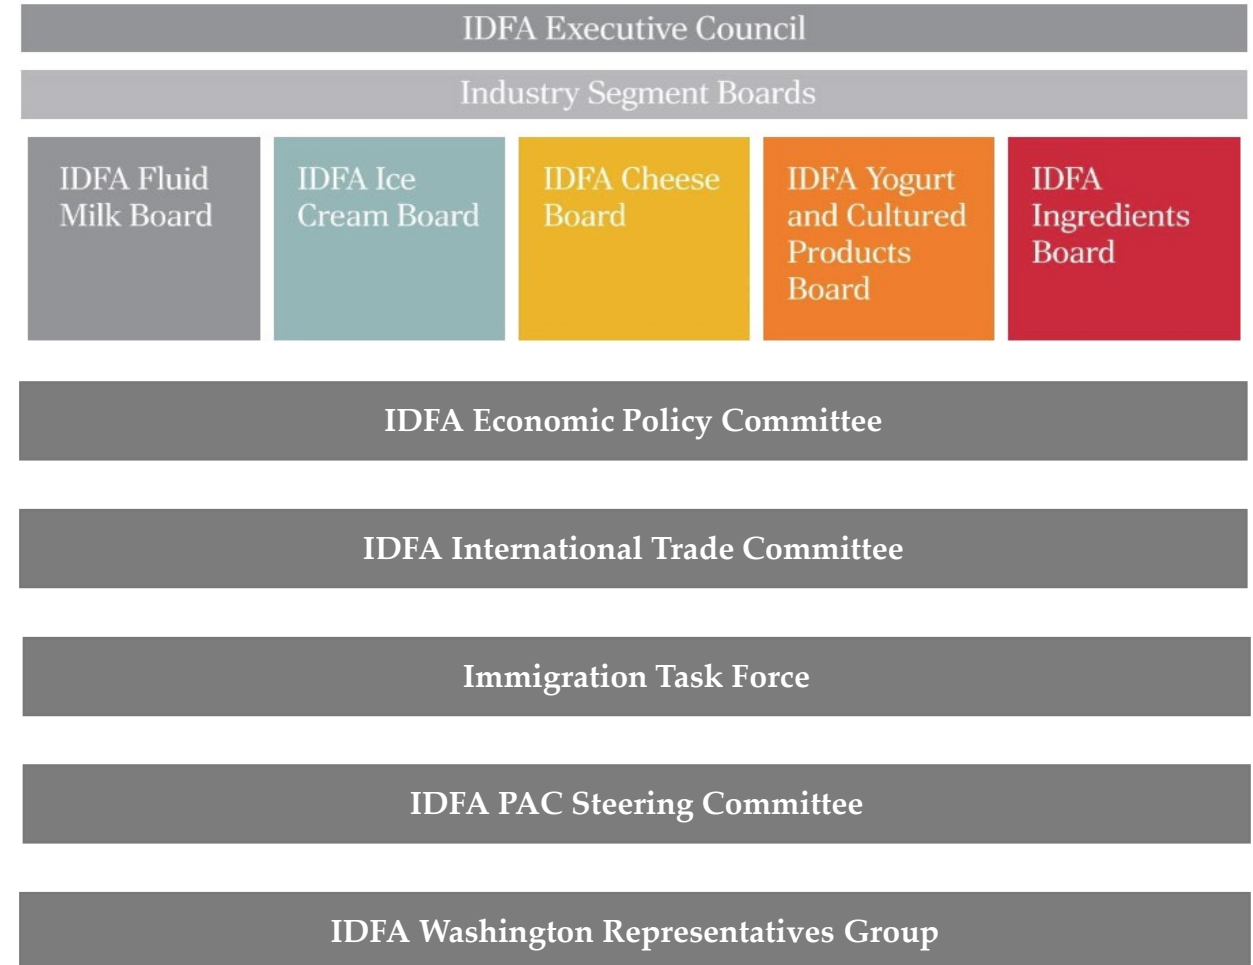 IDFA Executive Council
Industry Segment Boards
IDFA Fluid
Milk Board
IDFA Ice
Cream Board
IDFA Cheese
Board
IDFA Yogurt
and Cultured
Products
Board
IDFA
Ingredients
Board
IDFA Economic Policy Committee
IDFA International Trade Committee
Immigration Task Force
IDFA PAC Steering Committee
IDFA Washington Representatives Group